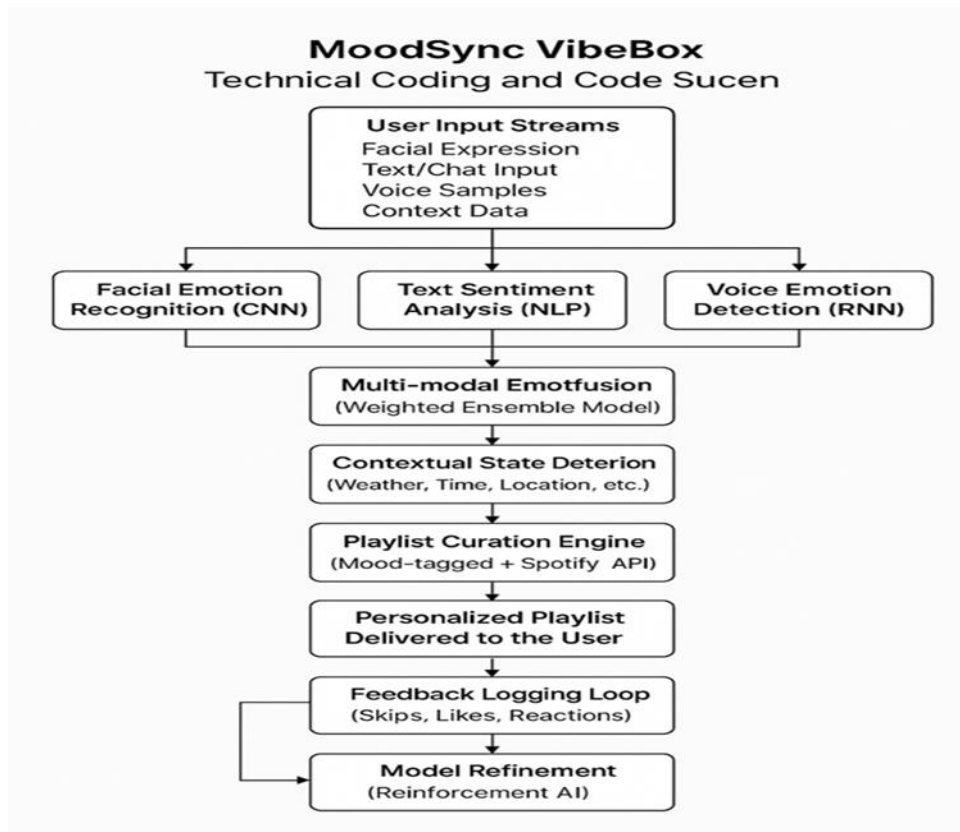 MoodSync VibeBox
Technical Coding and Code Sucen
User Input Streams
Facial Expression
Text/Chat Input
Voice Samples
Context Data
Facial Emotion
Recognition (CNN)
Text Sentiment
Analysis (NLP)
Voice Emotion
Detection (RNN)
Multi-modal Emotfusion
(Weighted Ensemble Model)
Contextual State Deterion
(Weather, Time, Location, etc.)
Playlist Curation Engine
(Mood-tagged + Spotify API)
Personalized Playlist
Delivered to the User
Feedback Logging Loop
(Skips, Likes, Reactions)
Model Refinement
(Reinforcement AI)